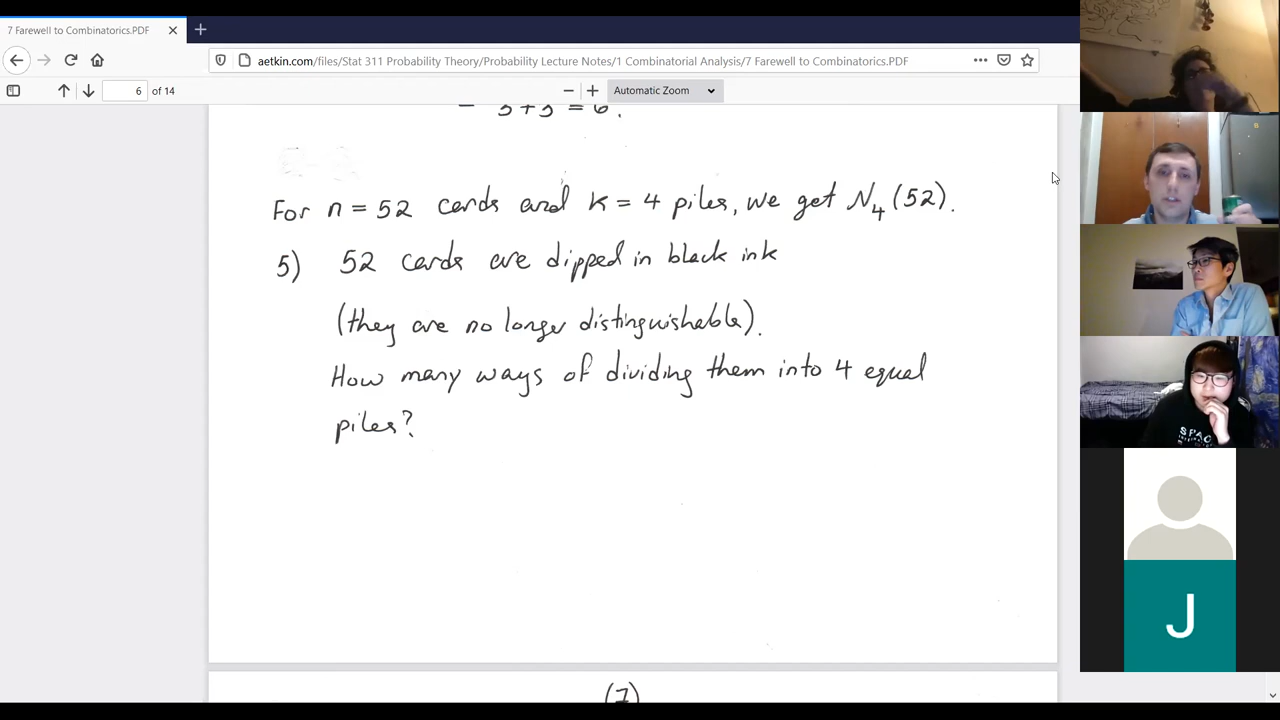 7 Farewell to Combinatorics.PDF
aetkin.com/files/Stat 311 Probability Theory/Probability Lecture Notes/1 Combinatorial Analysis/7 Farewell to Combinatorics.PDF
6 of 14
Automatic Zoom
For n = 52 cards and k = 4 piles, we get N₄(52).
5) 52 cards are dipped in black ink
(they are no longer distinguishable).
How many ways of dividing them into 4 equal
piles?
(7)
J